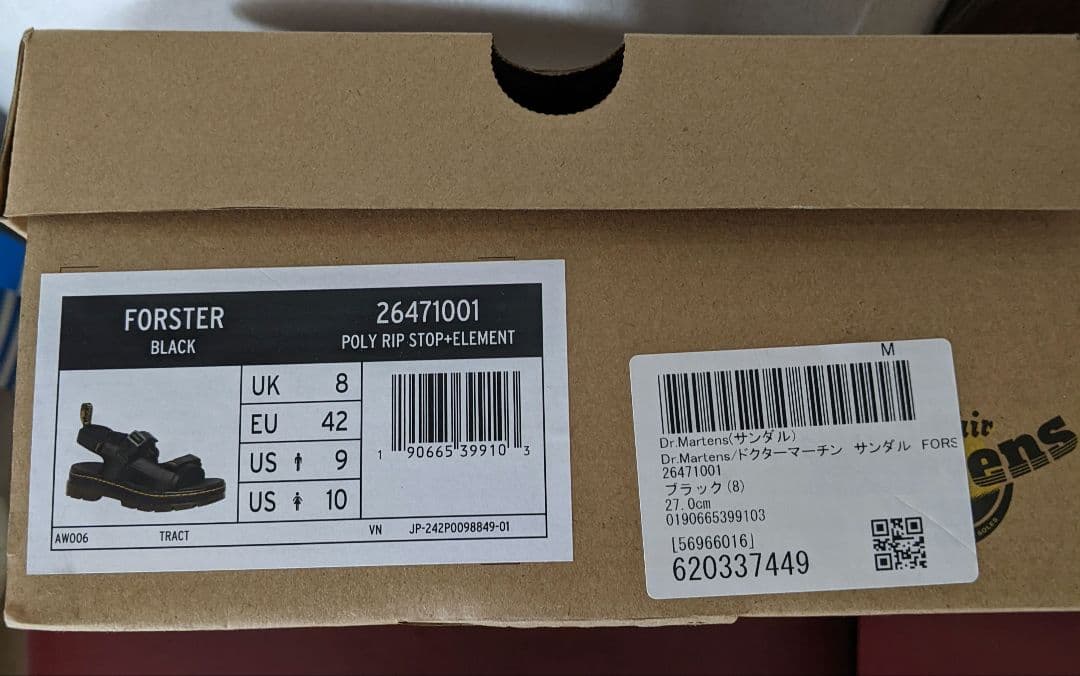 FORSTER
BLACK
26471001
POLY RIP STOP+ELEMENT
UK 8
EU 42
US 9
US 10
1 90665 39910 3
AW006 TRACT VN JP-242P0098849-01
M
Dr.Martens(サンダル)
Dr.Martens/ドクターマーチン サンダル FORS
26471001
ブラック(8)
27.0cm
0190665399103
[56966016]
620337449
air
ens
SOLES